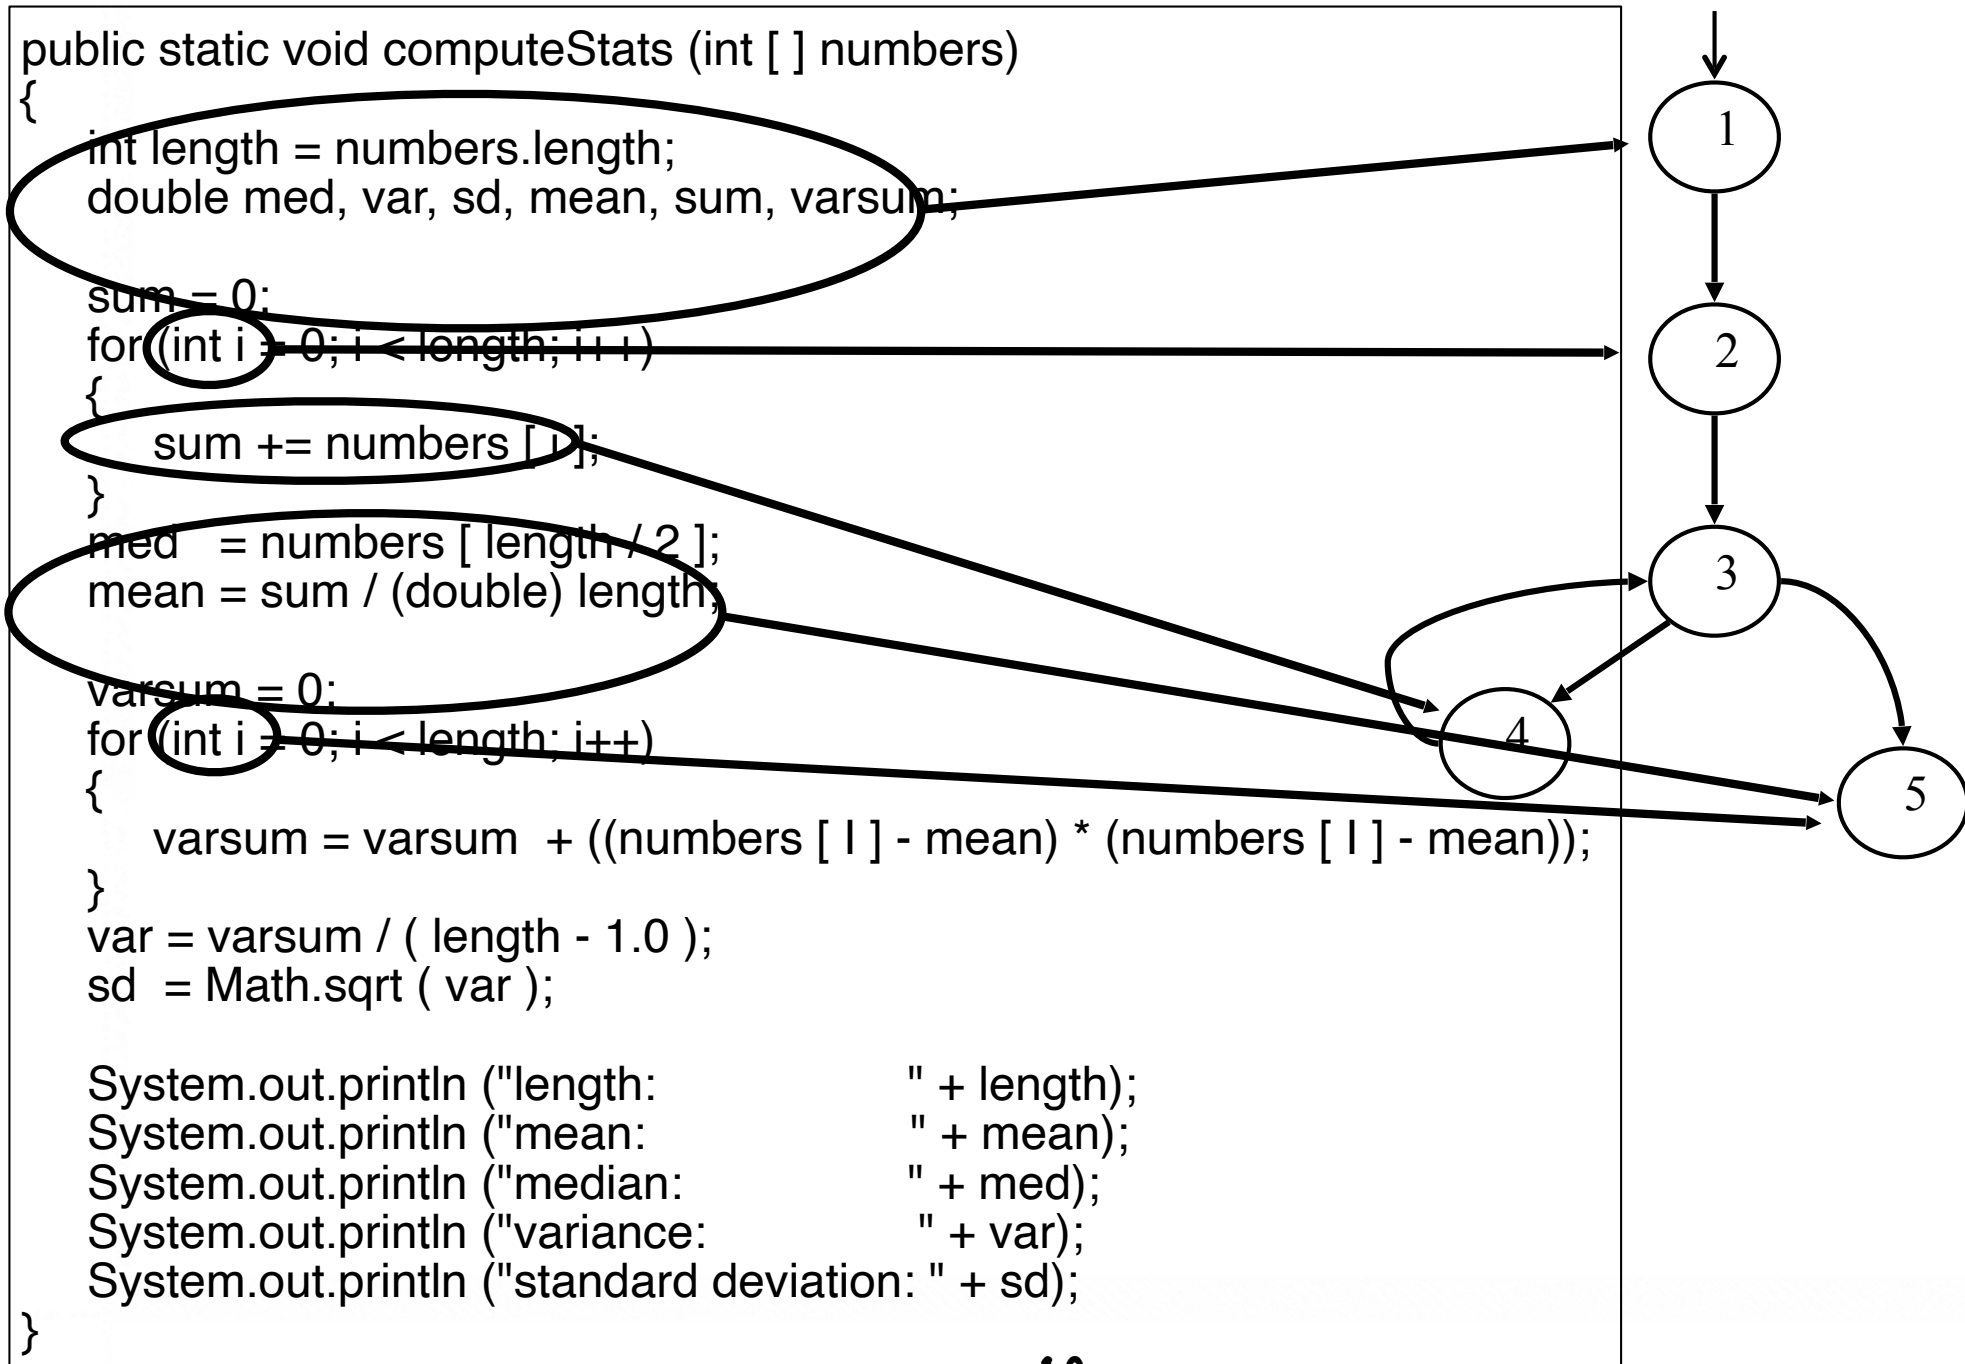 public static void computeStats (int [ ] numbers)
{
int length = numbers.length;
double med, var, sd, mean, sum, varsum;
sum = 0;
for (int i = 0; i < length; i++)
{
sum += numbers [ i ];
}
med = numbers [ length / 2 ];
mean = sum / (double) length;
varsum = 0;
for (int i = 0; i < length; i++)
{
varsum = varsum + ((numbers [ I ] - mean) * (numbers [ I ] - mean));
}
var = varsum / ( length - 1.0 );
sd = Math.sqrt ( var );
System.out.println ("length: " + length);
System.out.println ("mean: " + mean);
System.out.println ("median: " + med);
System.out.println ("variance: " + var);
System.out.println ("standard deviation: " + sd);
}
1
2
3
4
5